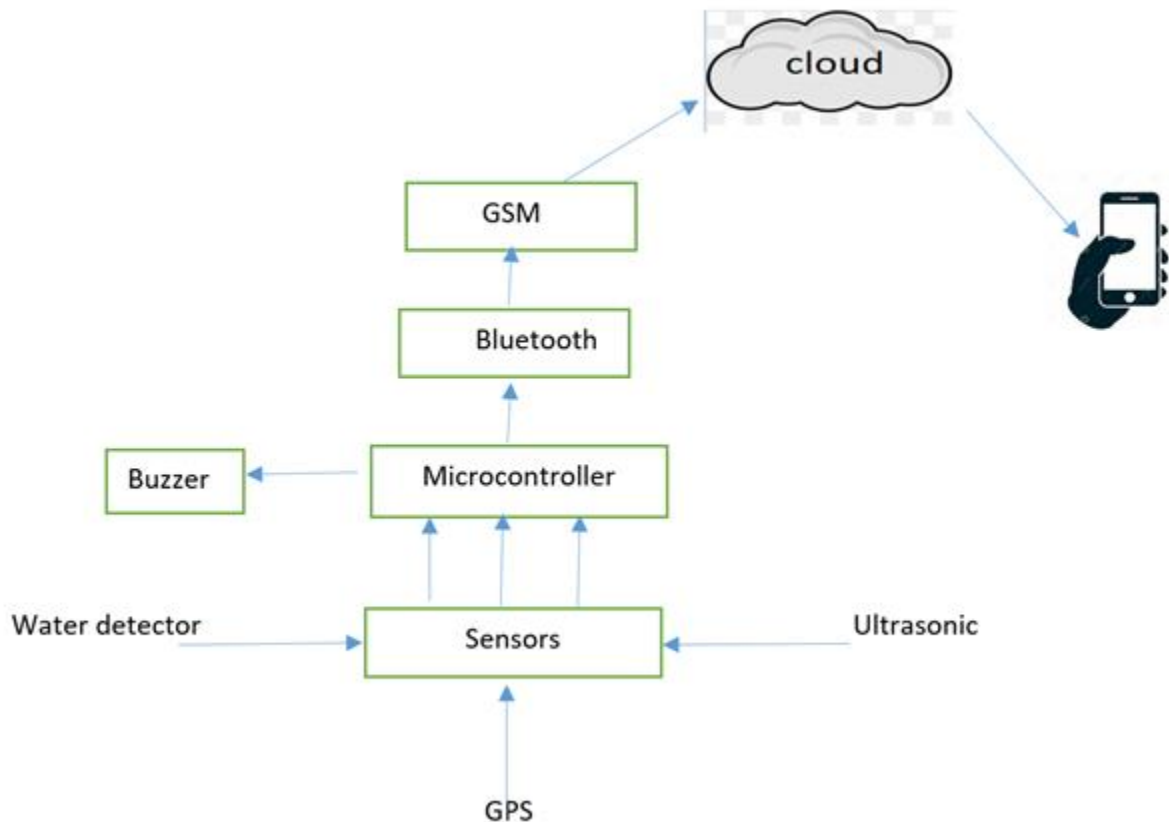 cloud
GSM
Bluetooth
Buzzer
Microcontroller
Water detector
Sensors
Ultrasonic
GPS